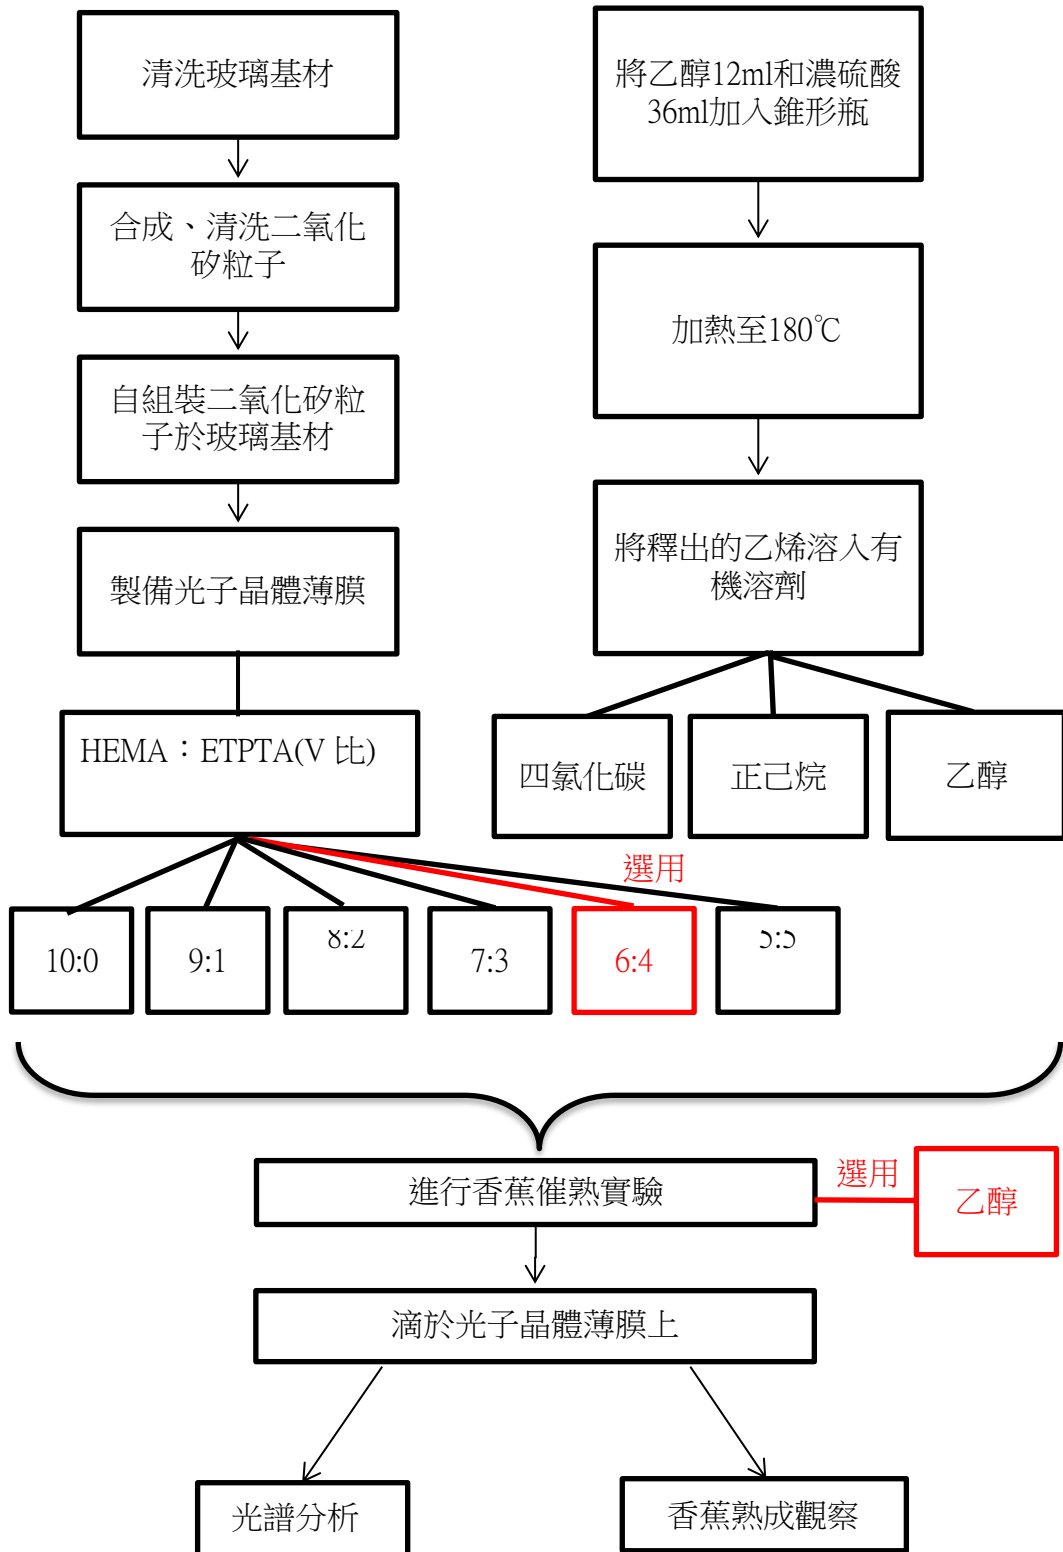 清洗玻璃基材
合成、清洗二氧化
矽粒子
自組裝二氧化矽粒
子於玻璃基材
製備光子晶體薄膜
HEMA：ETPTA(V 比)
10:0
9:1
8:2
7:3
選用
6:4
5:5
將乙醇12ml和濃硫酸
36ml加入錐形瓶
加熱至180℃
將釋出的乙烯溶入有
機溶劑
四氯化碳
正己烷
乙醇
進行香蕉催熟實驗
選用
乙醇
滴於光子晶體薄膜上
光譜分析
香蕉熟成觀察